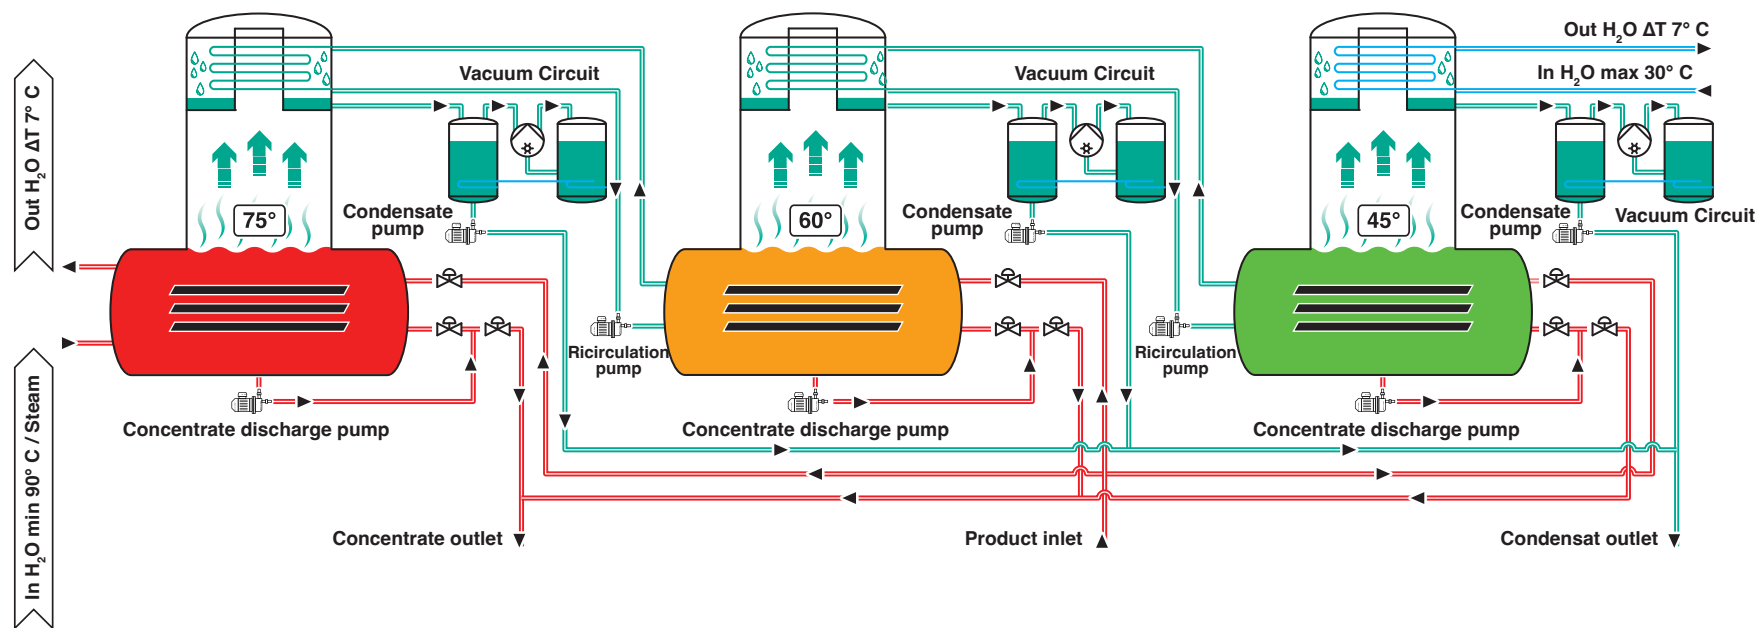 Out H₂O ΔT 7° C
In H₂O max 30° C
Vacuum Circuit
Vacuum Circuit
Out H₂O ΔT 7° C
75°
60°
45°
Condensate
pump
Condensate
pump
Condensate
pump
Vacuum Circuit
Ricirculation
pump
Ricirculation
pump
In H₂O min 90° C / Steam
Concentrate discharge pump
Concentrate discharge pump
Concentrate discharge pump
Concentrate outlet
Product inlet
Condensat outlet